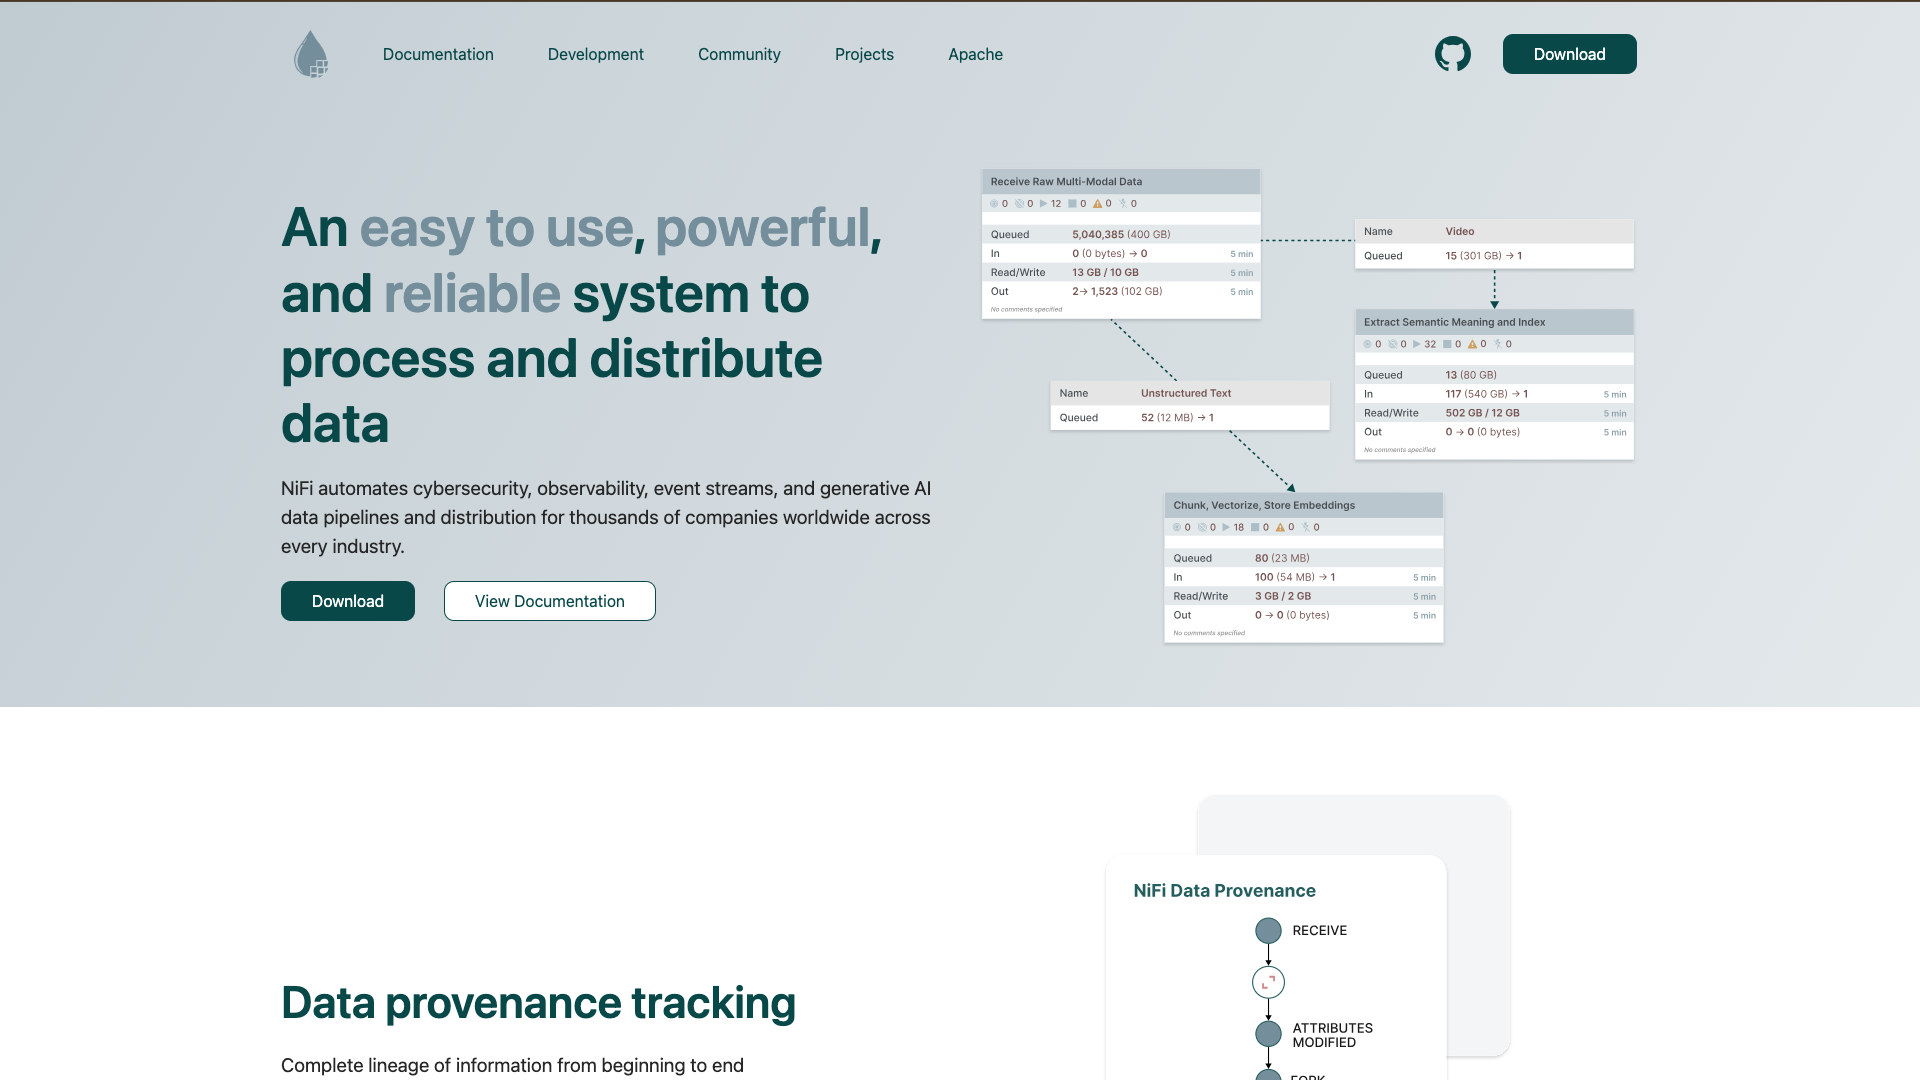 Documentation
Development
Community
Projects
Apache
Download
An easy to use, powerful,
and reliable system to
process and distribute
data
NiFi automates cybersecurity, observability, event streams, and generative AI
data pipelines and distribution for thousands of companies worldwide across
every industry.
Download
View Documentation
Receive Raw Multi-Modal Data
0 0 12 0 0 0
Queued 5,040,385 (400 GB)
In 0 (0 bytes) → 0 5 min
Read/Write 13 GB / 10 GB 5 min
Out 2→ 1,523 (102 GB) 5 min
No comments specified
Name Video
Queued 15 (301 GB) → 1
Extract Semantic Meaning and Index
0 0 32 0 0 0
Queued 13 (80 GB)
In 117 (540 GB) → 1 5 min
Read/Write 502 GB / 12 GB 5 min
Out 0 → 0 (0 bytes) 5 min
No comments specified
Name Unstructured Text
Queued 52 (12 MB) → 1
Chunk, Vectorize, Store Embeddings
0 0 18 0 0 0
Queued 80 (23 MB)
In 100 (54 MB) → 1 5 min
Read/Write 3 GB / 2 GB 5 min
Out 0 → 0 (0 bytes) 5 min
No comments specified
Data provenance tracking
Complete lineage of information from beginning to end
NiFi Data Provenance
RECEIVE
ATTRIBUTES
MODIFIED
FORK